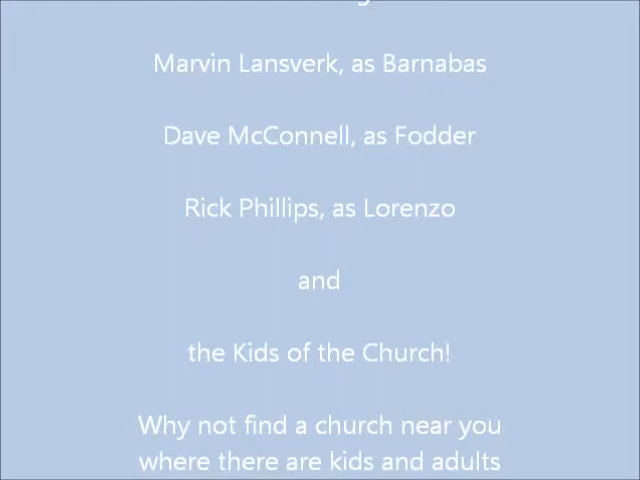 Marvin Lansverk, as Barnabas
Dave McConnell, as Fodder
Rick Phillips, as Lorenzo
and
the Kids of the Church!
Why not find a church near you
where there are kids and adults